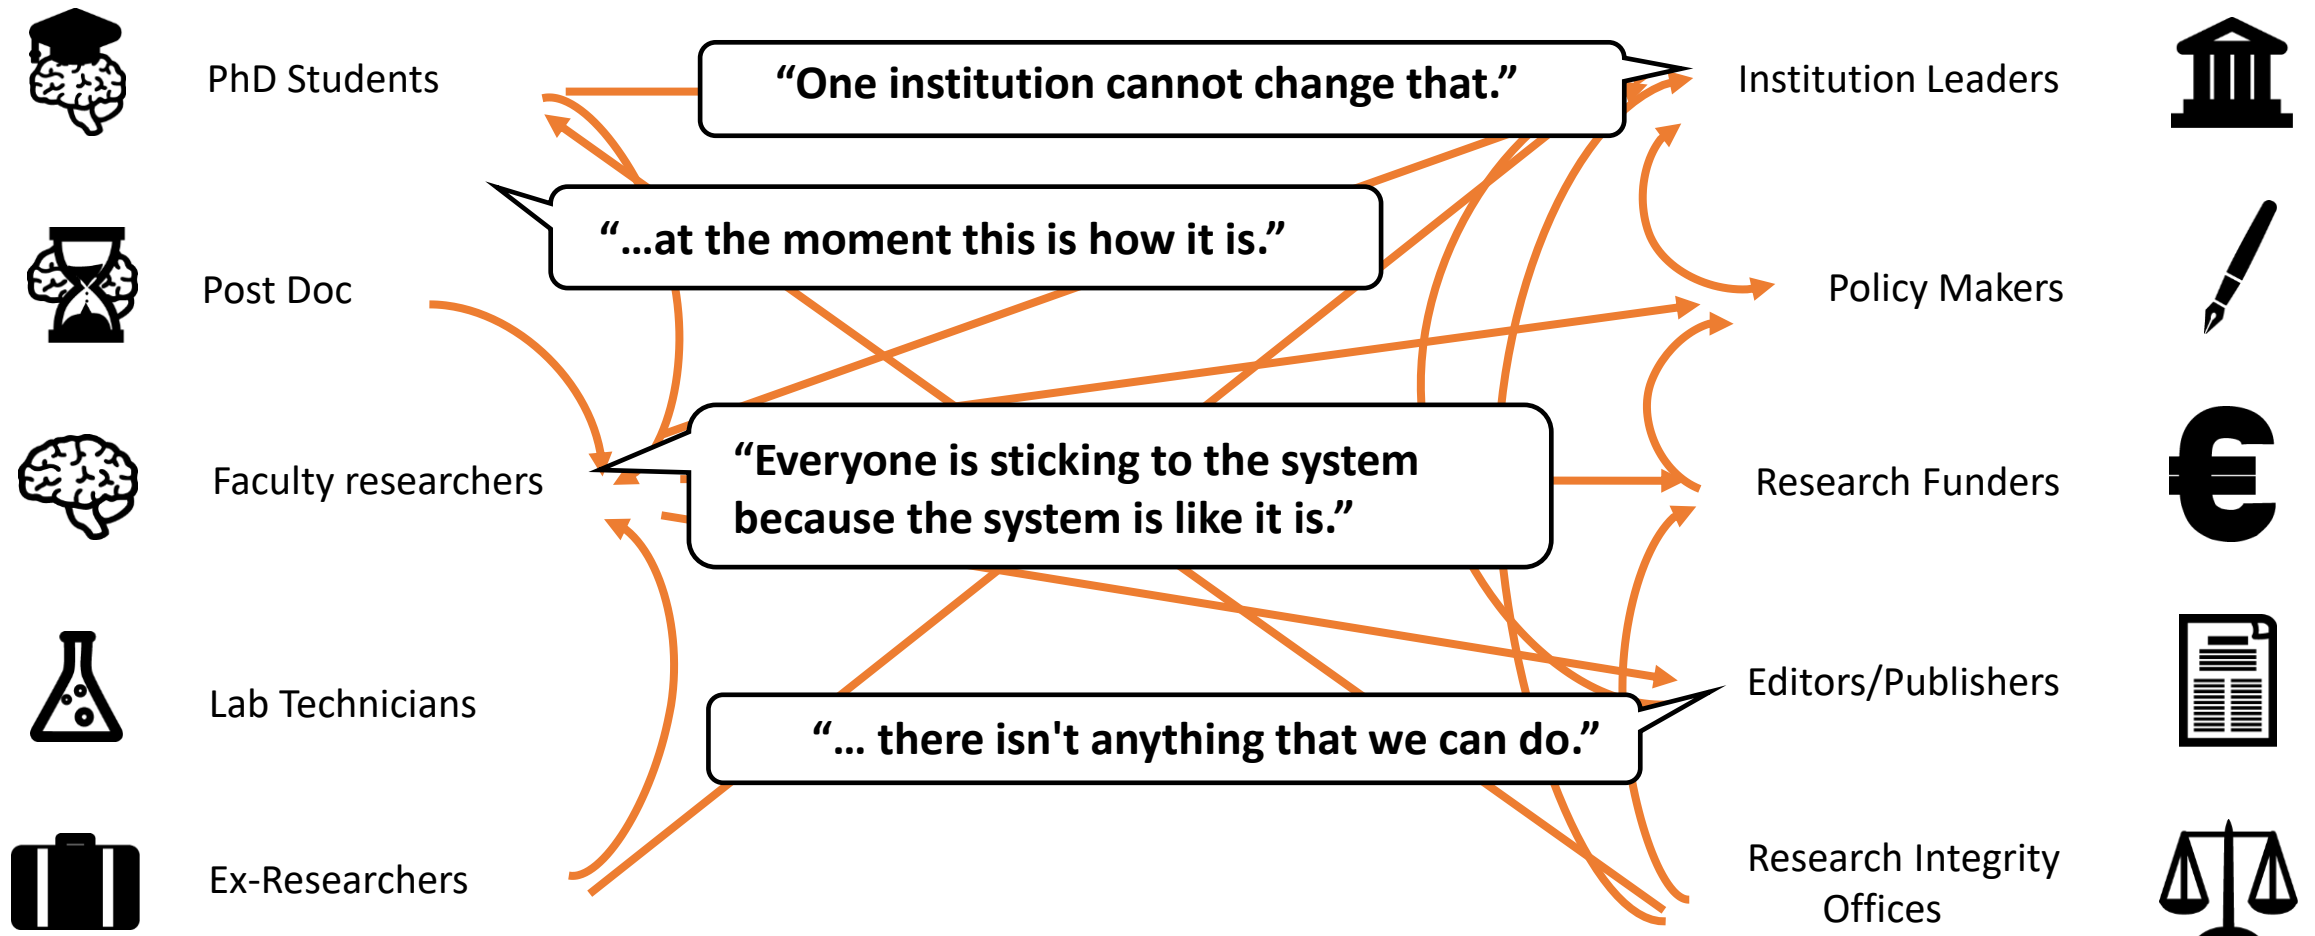 PhD Students
“One institution cannot change that.”
Institution Leaders
“...at the moment this is how it is.”
Post Doc
Policy Makers
Faculty researchers
“Everyone is sticking to the system
because the system is like it is.”
Research Funders
Lab Technicians
“... there isn't anything that we can do.”
Editors/Publishers
Ex-Researchers
Research Integrity
Offices